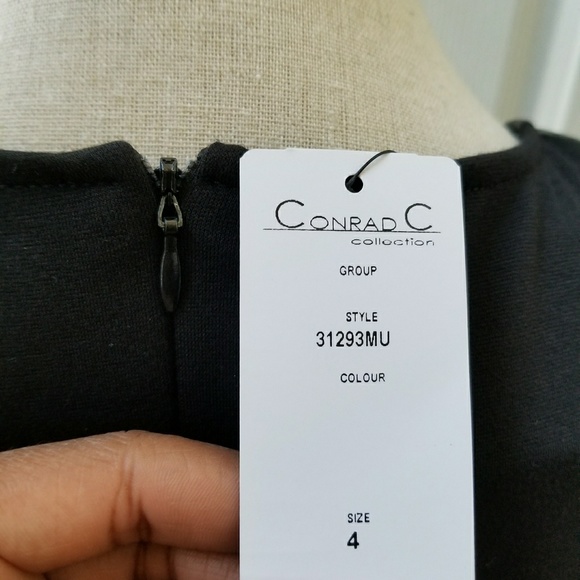 CONRAD C
collection
GROUP
STYLE
31293MU
COLOUR
SIZE
4